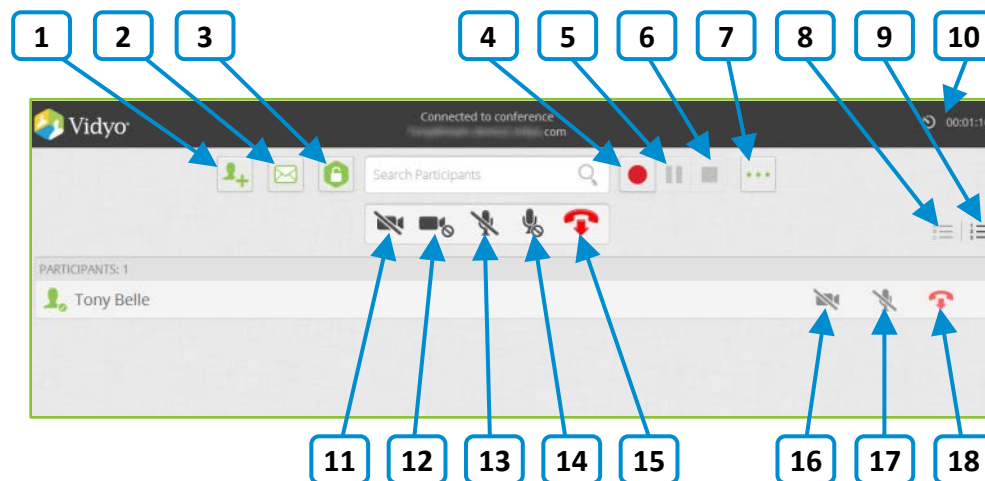 1 2 3 4 5 6 7 8 9 10
Vidyo
Connected to conference
com
00:01:1
Search Participants
PARTICIPANTS: 1
Tony Belle
11 12 13 14 15 16 17 18